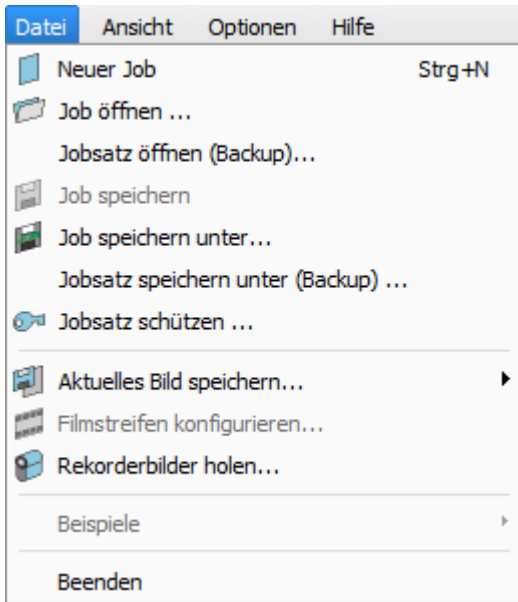 Datei Ansicht Optionen Hilfe
Neuer Job Strg+N
Job öffnen ...
Jobsatz öffnen (Backup)...
Job speichern
Job speichern unter...
Jobsatz speichern unter (Backup) ...
Jobsatz schützen ...
Aktuelles Bild speichern...
Filmstreifen konfigurieren...
Rekorderbilder holen...
Beispiele
Beenden